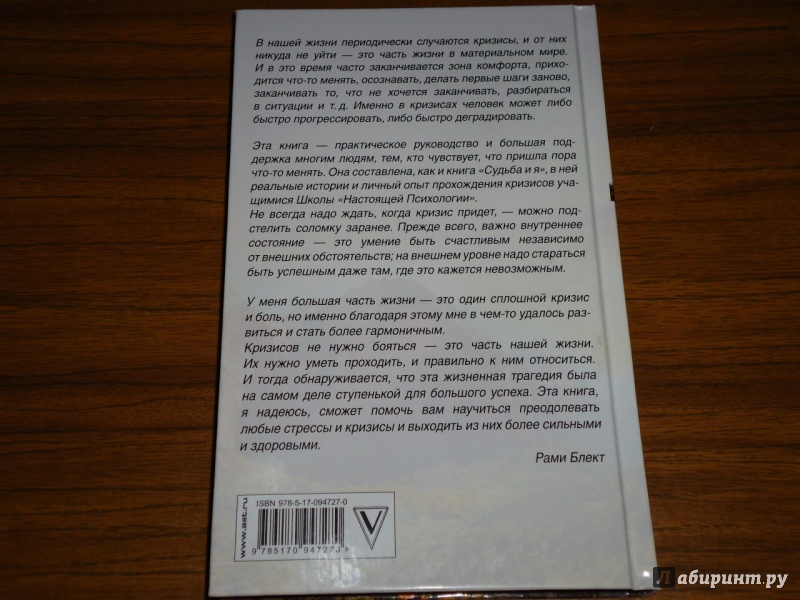 В нашей жизни периодически случаются кризисы, и от них
никуда не уйти — это часть жизни в материальном мире.
И в это время часто заканчивается зона комфорта, прихо-
дится что-то менять, осознавать, делать первые шаги заново,
заканчивать то, что не хочется заканчивать, разбираться
в ситуации и т. д. Именно в кризисах человек может либо
быстро прогрессировать, либо быстро деградировать.
Эта книга — практическое руководство и большая под-
держка многим людям, тем, кто чувствует, что пришла пора
что-то менять. Она составлена, как и книга «Судьба и я», в ней
реальные истории и личный опыт прохождения кризисов уча-
щимися Школы «Настоящей Психологии».
Не всегда надо ждать, когда кризис придет, — можно под-
стелить соломку заранее. Прежде всего, важно внутреннее
состояние — это умение быть счастливым независимо
от внешних обстоятельств; на внешнем уровне надо стараться
быть успешным даже там, где это кажется невозможным.
У меня большая часть жизни — это один сплошной кризис
и боль, но именно благодаря этому мне в чем-то удалось раз-
виться и стать более гармоничным.
Кризисов не нужно бояться — это часть нашей жизни.
Их нужно уметь проходить, и правильно к ним относиться.
И тогда обнаруживается, что эта жизненная трагедия была
на самом деле ступенькой для большого успеха. Эта книга,
я надеюсь, сможет помочь вам научиться преодолевать
любые стрессы и кризисы и выходить из них более сильными
и здоровыми.
Рами Блект
ISBN 978-5-17-094727-0
www.ast.ru
9 785170 947270 >
Лабиринт.ру